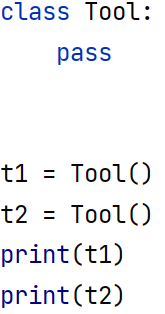 class Tool:
    pass


t1 = Tool()
t2 = Tool()
print(t1)
print(t2)